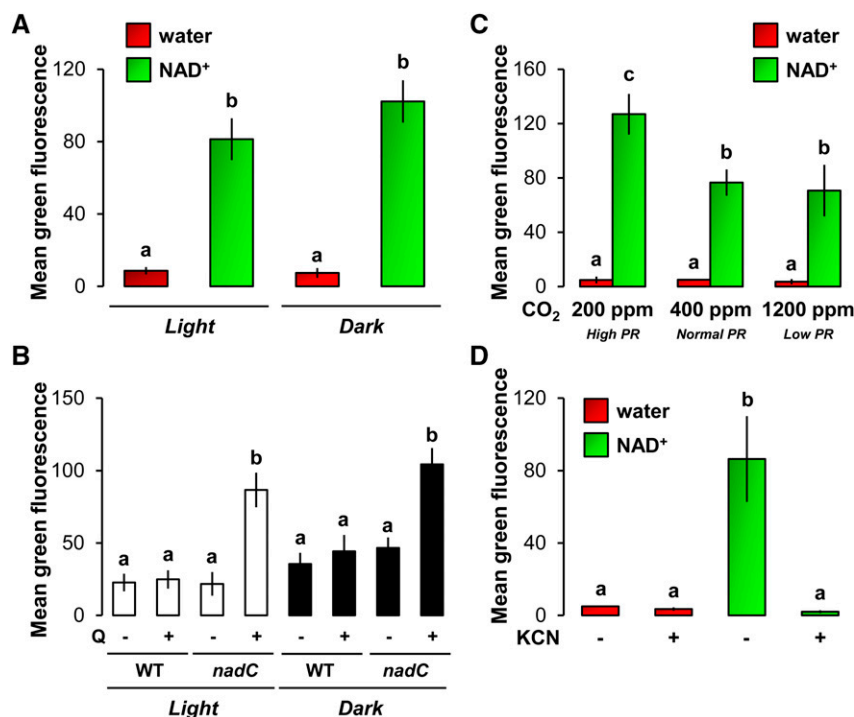 A
water
NAD+
Mean green fluorescence
120
80
40
0
a
b
a
b
Light
Dark
B
Mean green fluorescence
150
100
50
0
a
a
a
b
a
a
a
b
Q - + - + - + - +
WT nadC WT nadC
Light Dark
C
water
NAD+
Mean green fluorescence
160
120
80
40
0
a
c
a
b
a
b
CO2 200 ppm 400 ppm 1200 ppm
High PR Normal PR Low PR
D
water
NAD+
Mean green fluorescence
120
80
40
0
a
a
b
a
KCN - + - +